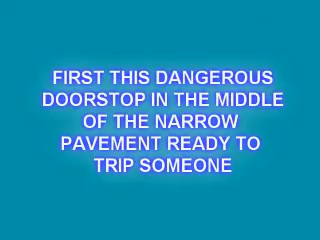 FIRST THIS DANGEROUS
DOORSTOP IN THE MIDDLE
OF THE NARROW
PAVEMENT READY TO
TRIP SOMEONE